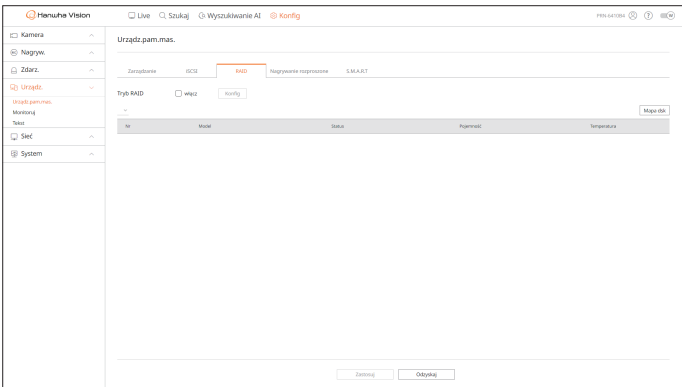 Hanwha Vision Live Szukaj Wyszukiwanie AI Konfig PRN-6410B4
Kamera
Nagryw.
Zdarz.
Urządz.
Urządz.pam.mas.
Monitoruj
Tekst
Sieć
System
Urządz.pam.mas.
Zarządzanie iSCSI RAID Nagrywanie rozproszone S.M.A.R.T
Tryb RAID włącz Konfig
Mapa dsk
Nr Model Status Pojemność Temperatura
Zastosuj Odzyskaj